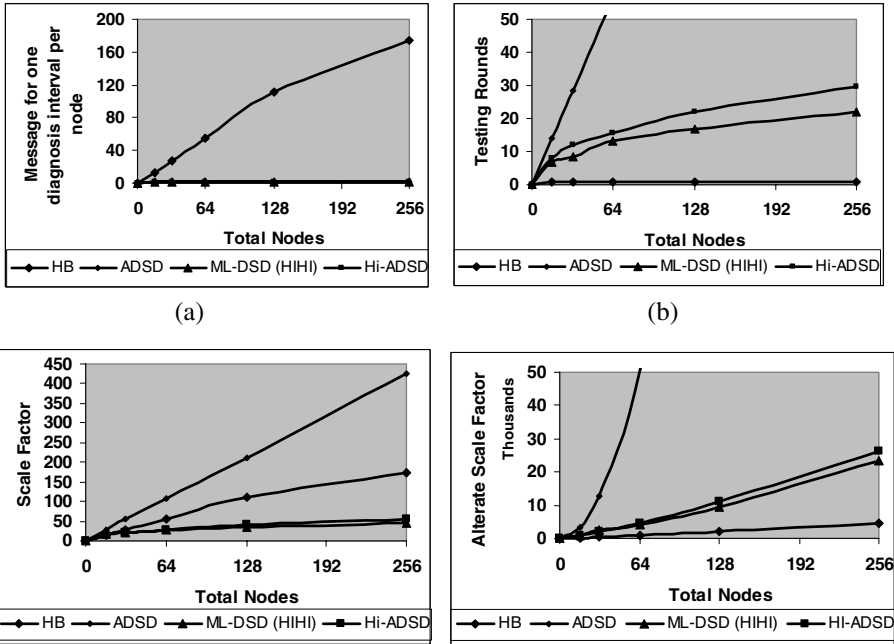 200
160
120
80
40
0
Message for one
diagnosis interval per
node
0 64 128 192 256
Total Nodes
HB ADSD ML-DSD (HIHI) Hi-ADSD
(a)
50
40
30
20
10
0
Testing Rounds
0 64 128 192 256
Total Nodes
HB ADSD ML-DSD (HIHI) Hi-ADSD
(b)
450
400
350
300
250
200
150
100
50
0
Scale Factor
0 64 128 192 256
Total Nodes
HB ADSD ML-DSD (HIHI) Hi-ADSD
50
40
30
20
10
0
Alterate Scale Factor
Thousands
0 64 128 192 256
Total Nodes
HB ADSD ML-DSD (HIHI) HI-ADSD